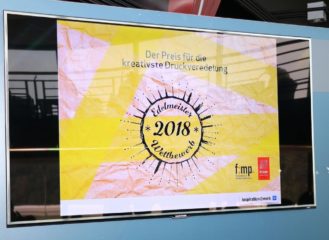 Der Preis für die
kreativste Druckveredelung
Edelmeister
2018
Wettbewerb
f:mp.